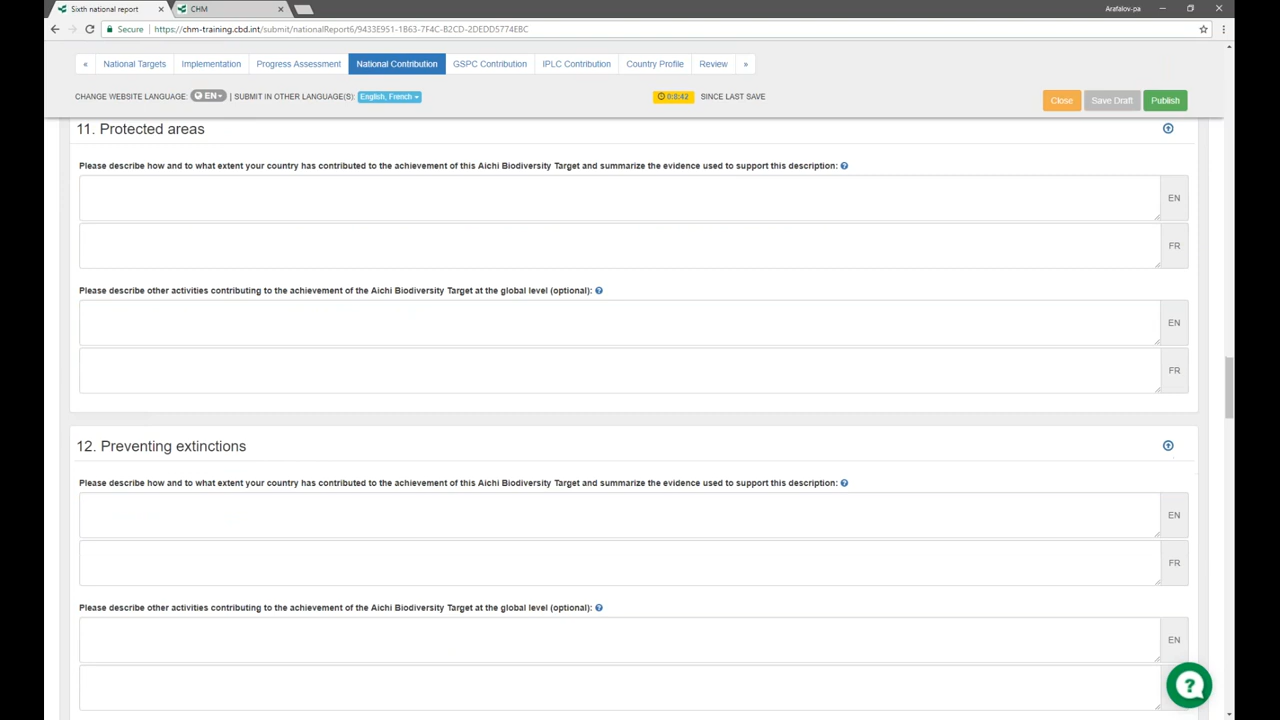 Sixth national report
CHM
Arafalov-pa
Secure
https://chm-training.cbd.int/submit/nationalReport6/9433E951-1B63-7F4C-B2CD-2DEDD5774EBC
« National Targets Implementation Progress Assessment National Contribution GSPC Contribution IPLC Contribution Country Profile Review »
CHANGE WEBSITE LANGUAGE: EN | SUBMIT IN OTHER LANGUAGE(S): English, French
0:8:42 SINCE LAST SAVE
Close Save Draft Publish
11. Protected areas
Please describe how and to what extent your country has contributed to the achievement of this Aichi Biodiversity Target and summarize the evidence used to support this description:
EN
FR
Please describe other activities contributing to the achievement of the Aichi Biodiversity Target at the global level (optional):
EN
FR
12. Preventing extinctions
Please describe how and to what extent your country has contributed to the achievement of this Aichi Biodiversity Target and summarize the evidence used to support this description:
EN
FR
Please describe other activities contributing to the achievement of the Aichi Biodiversity Target at the global level (optional):
EN
?